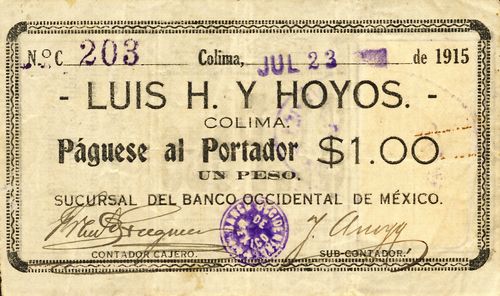 No. C 203 Colima, JUL 23 de 1915
- LUIS H. Y HOYOS. -
COLIMA.
Páguese al Portador $1.00
UN PESO.
SUCURSAL DEL BANCO OCCIDENTAL DE MÉXICO.
CONTADOR CAJERO. SUB-CONTADOR.